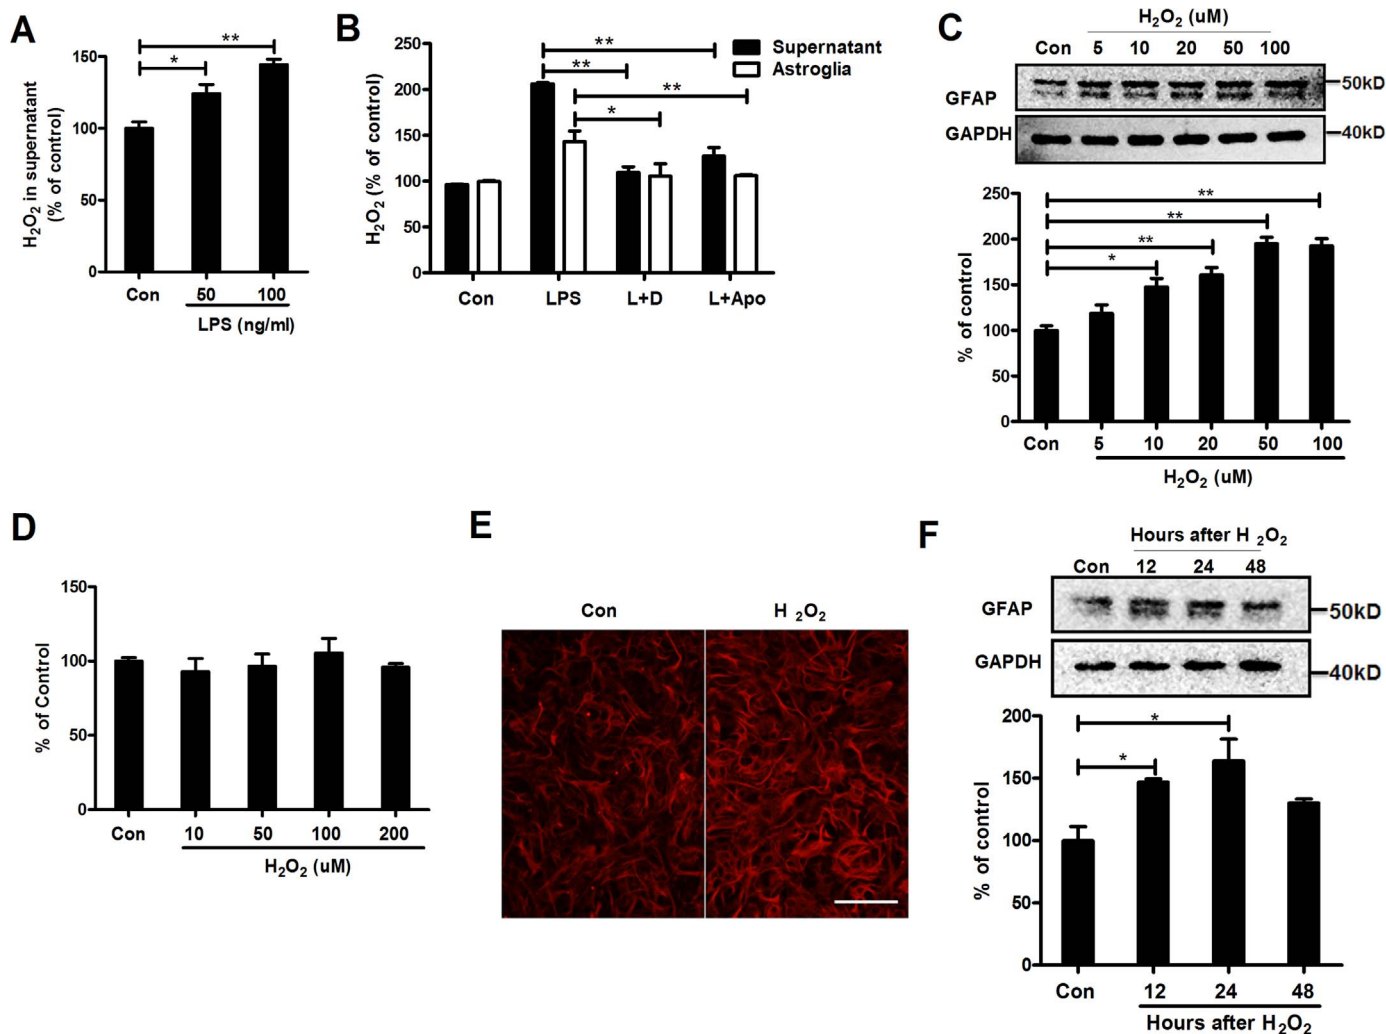 A
H2O2 in supernatant
(% of control)
150
100
50
0
*
**
Con
50
100
LPS (ng/ml)
B
H2O2 (% of control)
250
200
150
100
50
0
**
**
**
*
Supernatant
Astroglia
Con
LPS
L+D
L+Apo
C
H2O2 (uM)
Con
5
10
20
50
100
GFAP
50kD
GAPDH
40kD
% of control
250
200
150
100
50
0
**
**
**
*
Con
5
10
20
50
100
H2O2 (uM)
D
% of Control
150
100
50
0
Con
10
50
100
200
H2O2 (uM)
E
Con
H 2O2
F
Hours after H 2O2
Con
12
24
48
GFAP
50kD
GAPDH
40kD
% of control
200
150
100
50
0
*
*
Con
12
24
48
Hours after H2O2